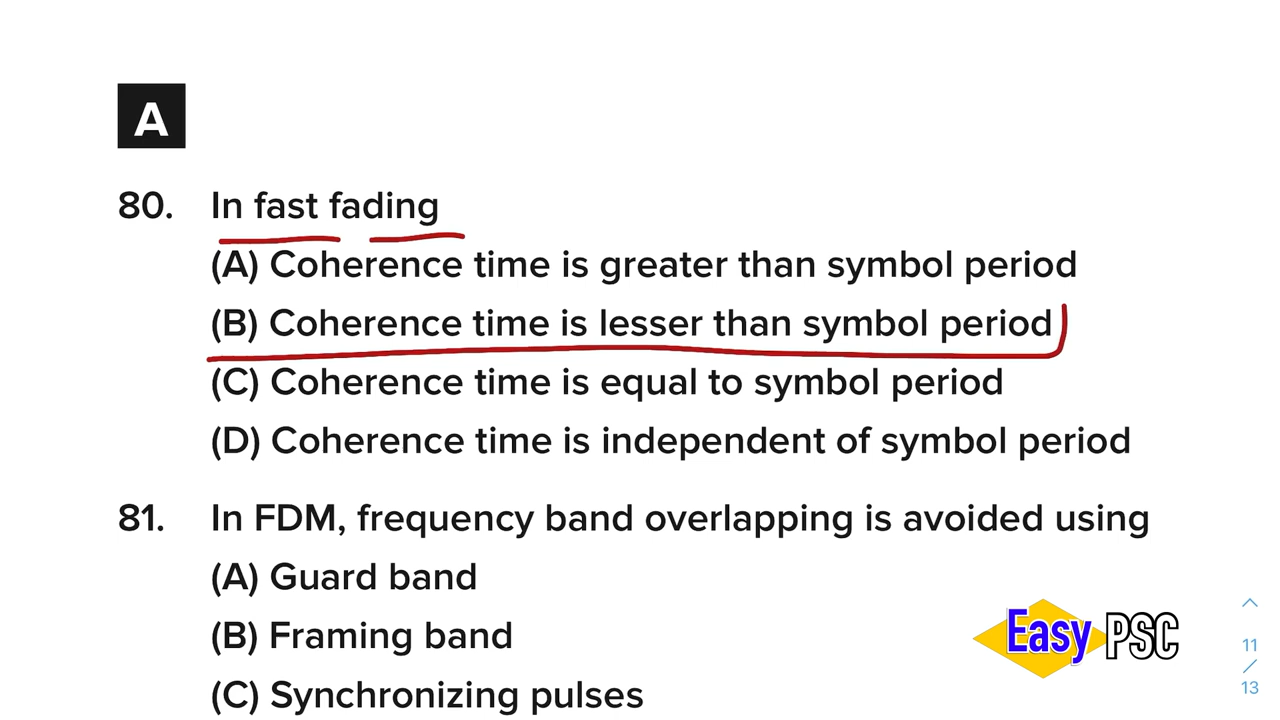 A
80. In fast fading
(A) Coherence time is greater than symbol period
(B) Coherence time is lesser than symbol period
(C) Coherence time is equal to symbol period
(D) Coherence time is independent of symbol period
81. In FDM, frequency band overlapping is avoided using
(A) Guard band
(B) Framing band
(C) Synchronizing pulses
Easy PSC
11
/
13